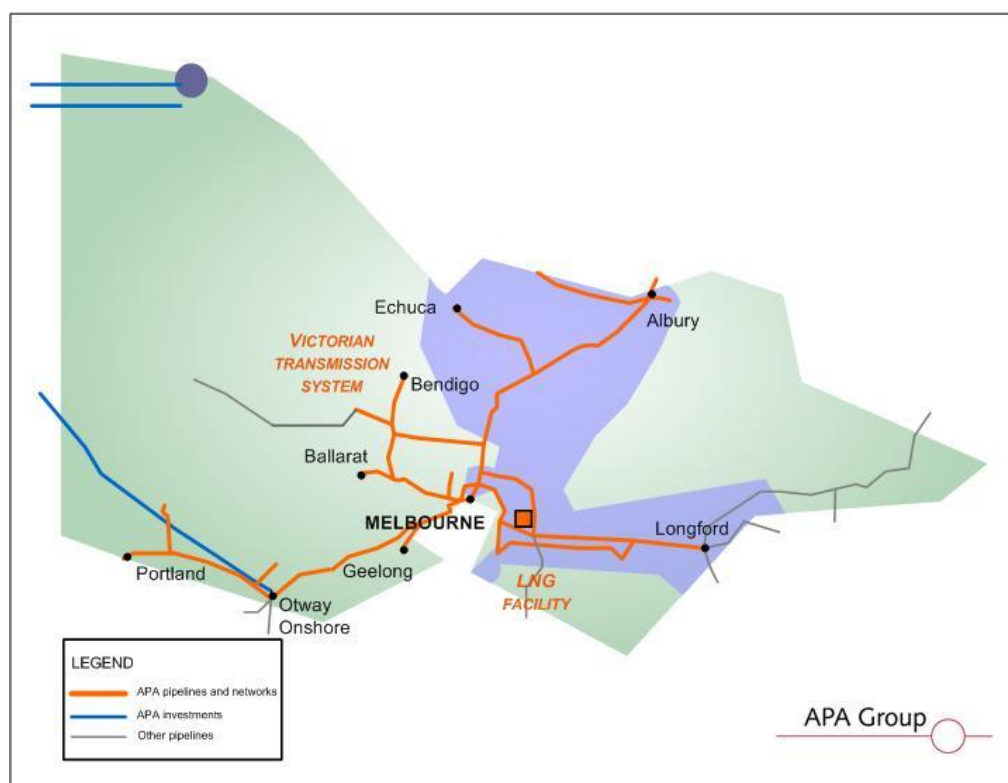 Echuca
Albury
VICTORIAN
TRANSMISSION
SYSTEM
Bendigo
Ballarat
MELBOURNE
Longford
Portland
Geelong
LNG
FACILITY
Otway
Onshore
LEGEND
APA pipelines and networks
APA investments
Other pipelines
APA Group